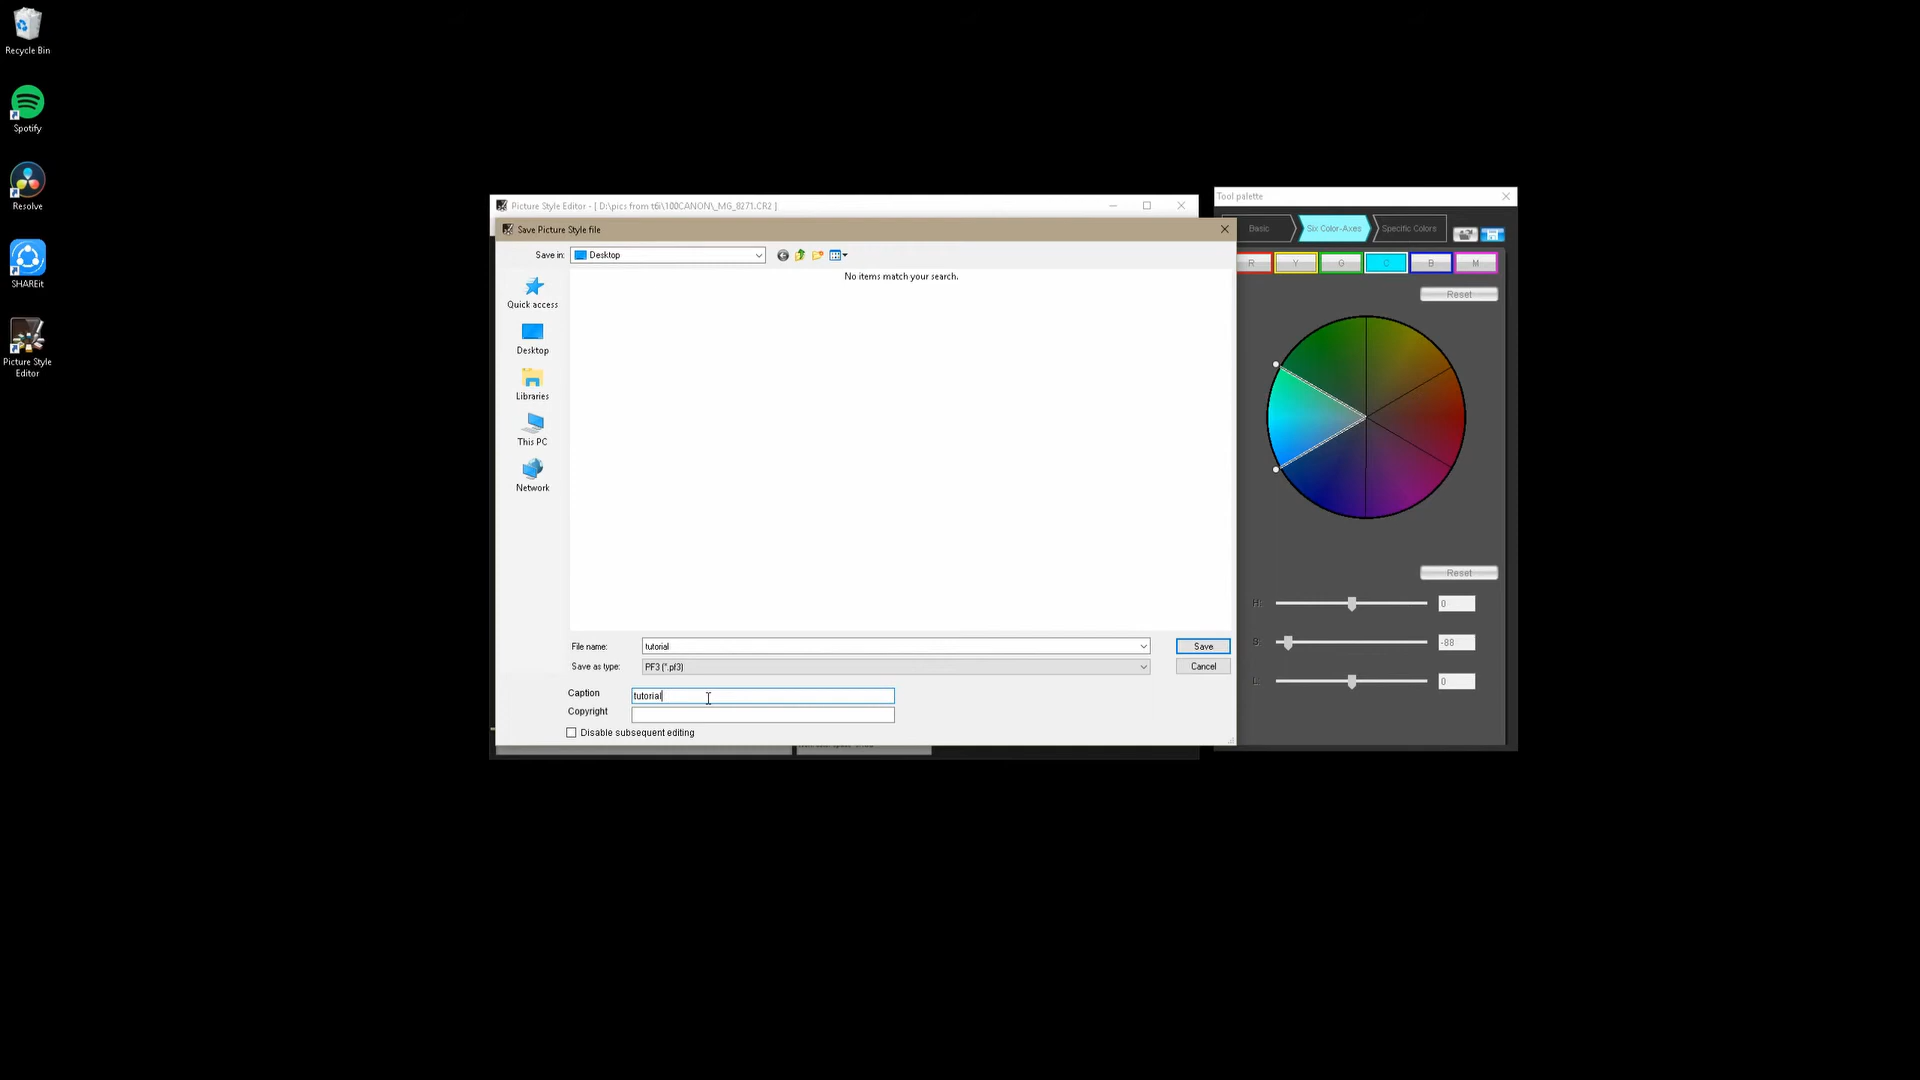 Recycle Bin
Spotify
Resolve
SHAREit
Picture Style
Editor
Picture Style Editor - [ D:\pics from t6i\100CANON\_MG_8271.CR2 ]
Save Picture Style file
Save in:
Desktop
No items match your search.
Quick access
Desktop
Libraries
This PC
Network
File name:
tutorial
Save
Save as type:
PF3 (*.pf3)
Cancel
Caption
tutorial
Copyright
Disable subsequent editing
Tool palette
Basic
Six Color-Axes
Specific Colors
R
Y
G
C
B
M
Reset
Reset
H:
0
S:
-88
L:
0